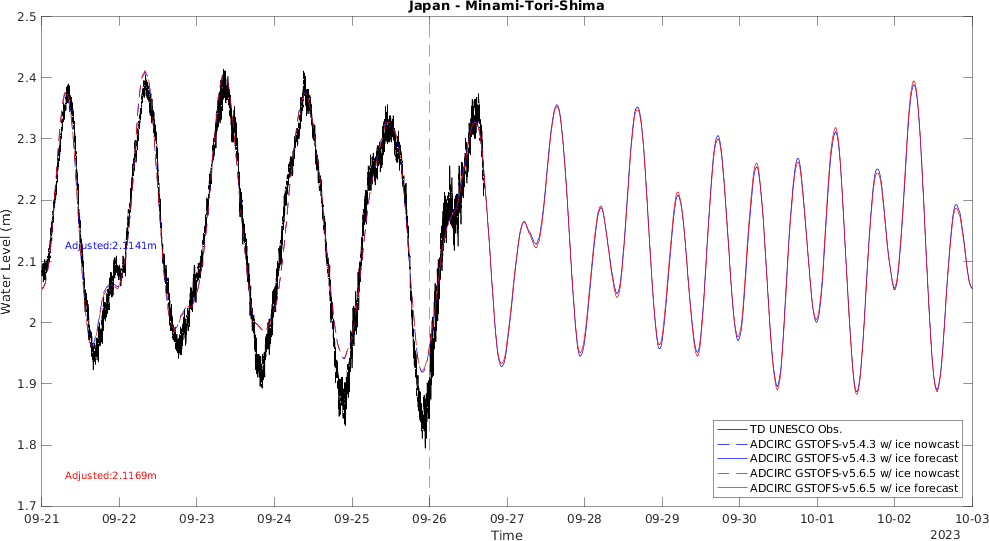 Japan - Minami-Tori-Shima
2.5
2.4
2.3
2.2
2.1
2
1.9
1.8
1.7
Water Level (m)
Adjusted:2.1141m
Adjusted:2.1169m
TD UNESCO Obs.
ADCIRC GSTOFS-v5.4.3 w/ ice nowcast
ADCIRC GSTOFS-v5.4.3 w/ ice forecast
ADCIRC GSTOFS-v5.6.5 w/ ice nowcast
ADCIRC GSTOFS-v5.6.5 w/ ice forecast
09-21 09-22 09-23 09-24 09-25 09-26 09-27 09-28 09-29 09-30 10-01 10-02 10-03
Time
2023